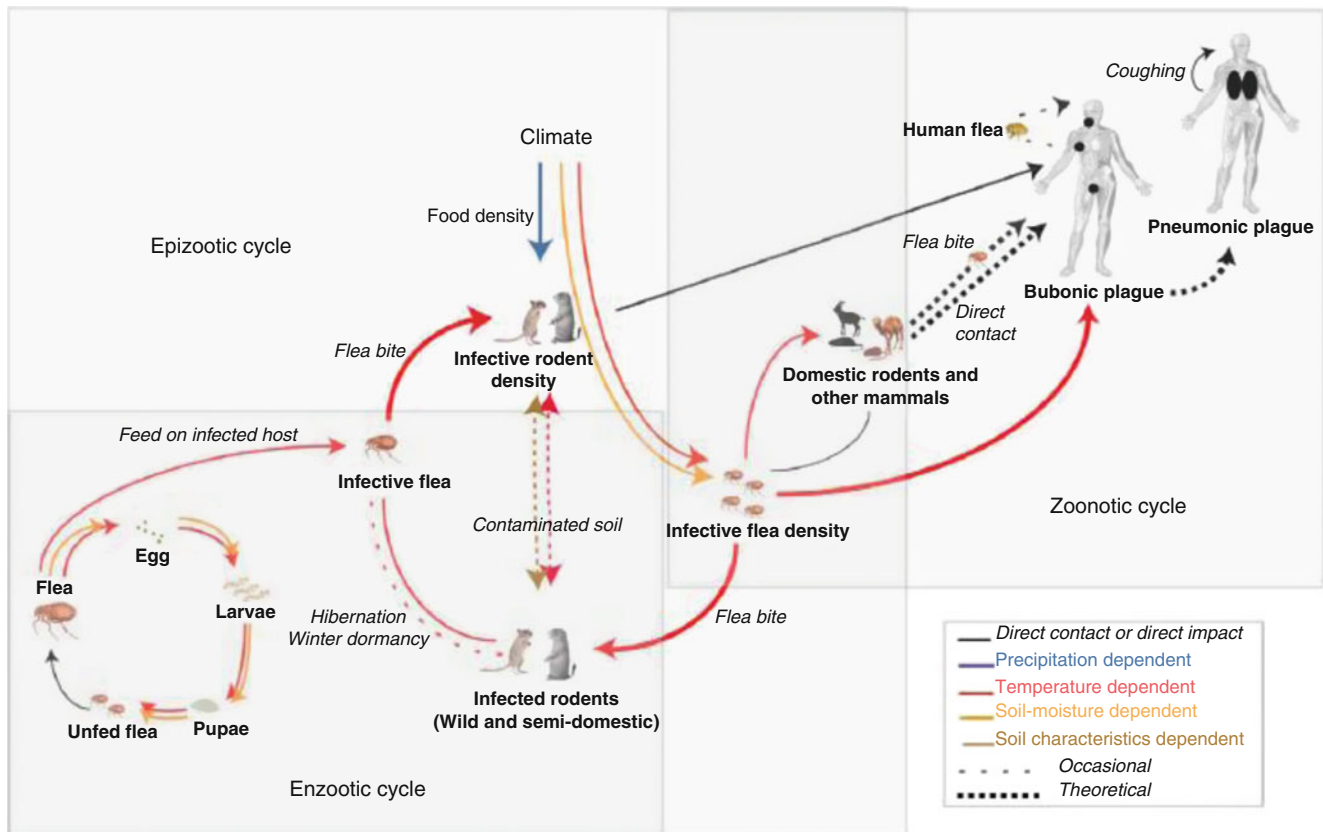 Coughing
Human flea
Climate
Food density
Pneumonic plague
Epizootic cycle
Flea bite
Bubonic plague
Direct
contact
Flea bite
Infective rodent
density
Domestic rodents and
other mammals
Feed on infected host
Infective flea
Zoonotic cycle
Contaminated soil
Infective flea density
Egg
Flea
Larvae
Hibernation
Winter dormancy
Flea bite
Infected rodents
(Wild and semi-domestic)
Unfed flea
Pupae
Enzootic cycle
Direct contact or direct impact
Precipitation dependent
Temperature dependent
Soil-moisture dependent
Soil characteristics dependent
Occasional
Theoretical